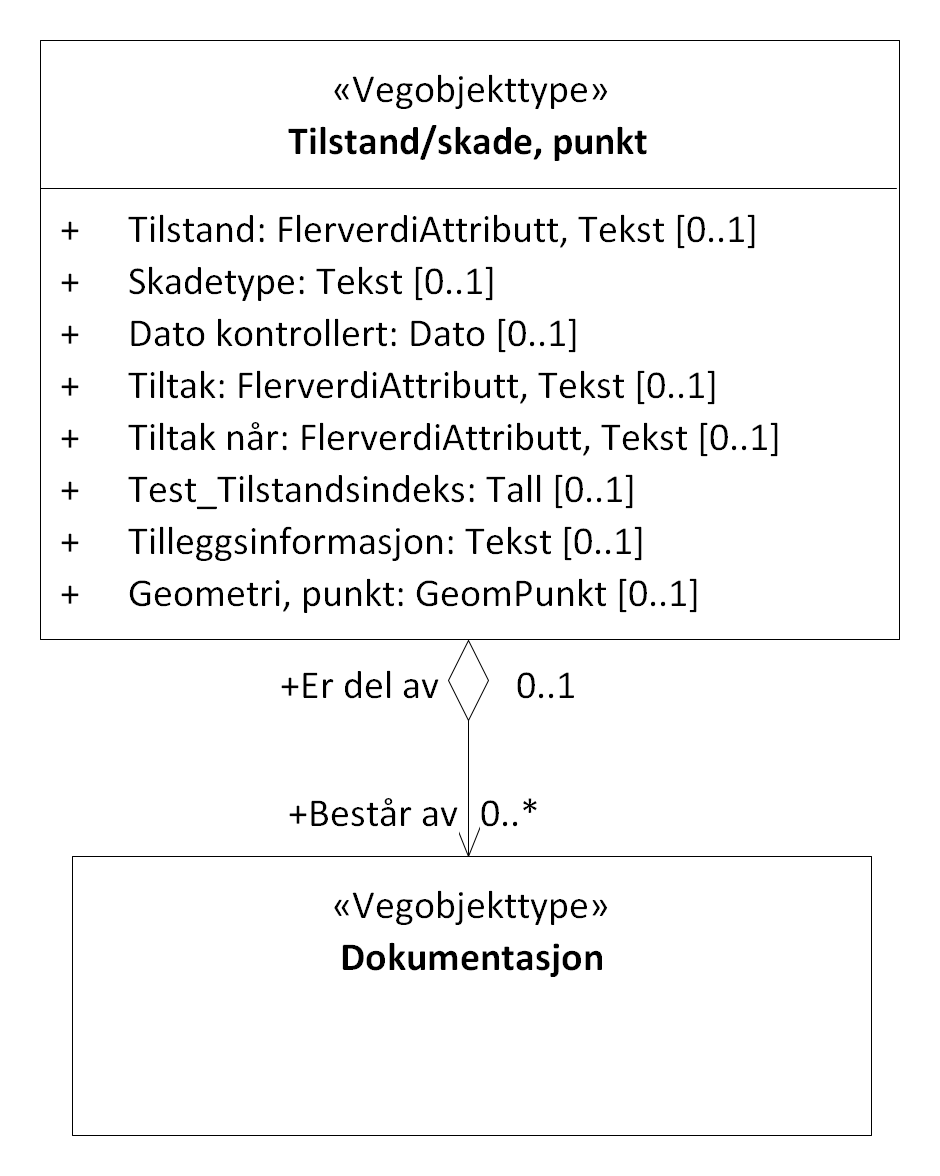 «Vegobjekttype»
Tilstand/skade, punkt
+ Tilstand: FlerverdiAttributt, Tekst [0..1]
+ Skadetype: Tekst [0..1]
+ Dato kontrollert: Dato [0..1]
+ Tiltak: FlerverdiAttributt, Tekst [0..1]
+ Tiltak når: FlerverdiAttributt, Tekst [0..1]
+ Test_Tilstandsindeks: Tall [0..1]
+ Tilleggsinformasjon: Tekst [0..1]
+ Geometri, punkt: GeomPunkt [0..1]
+Er del av 0..1
+Består av 0..*
«Vegobjekttype»
Dokumentasjon